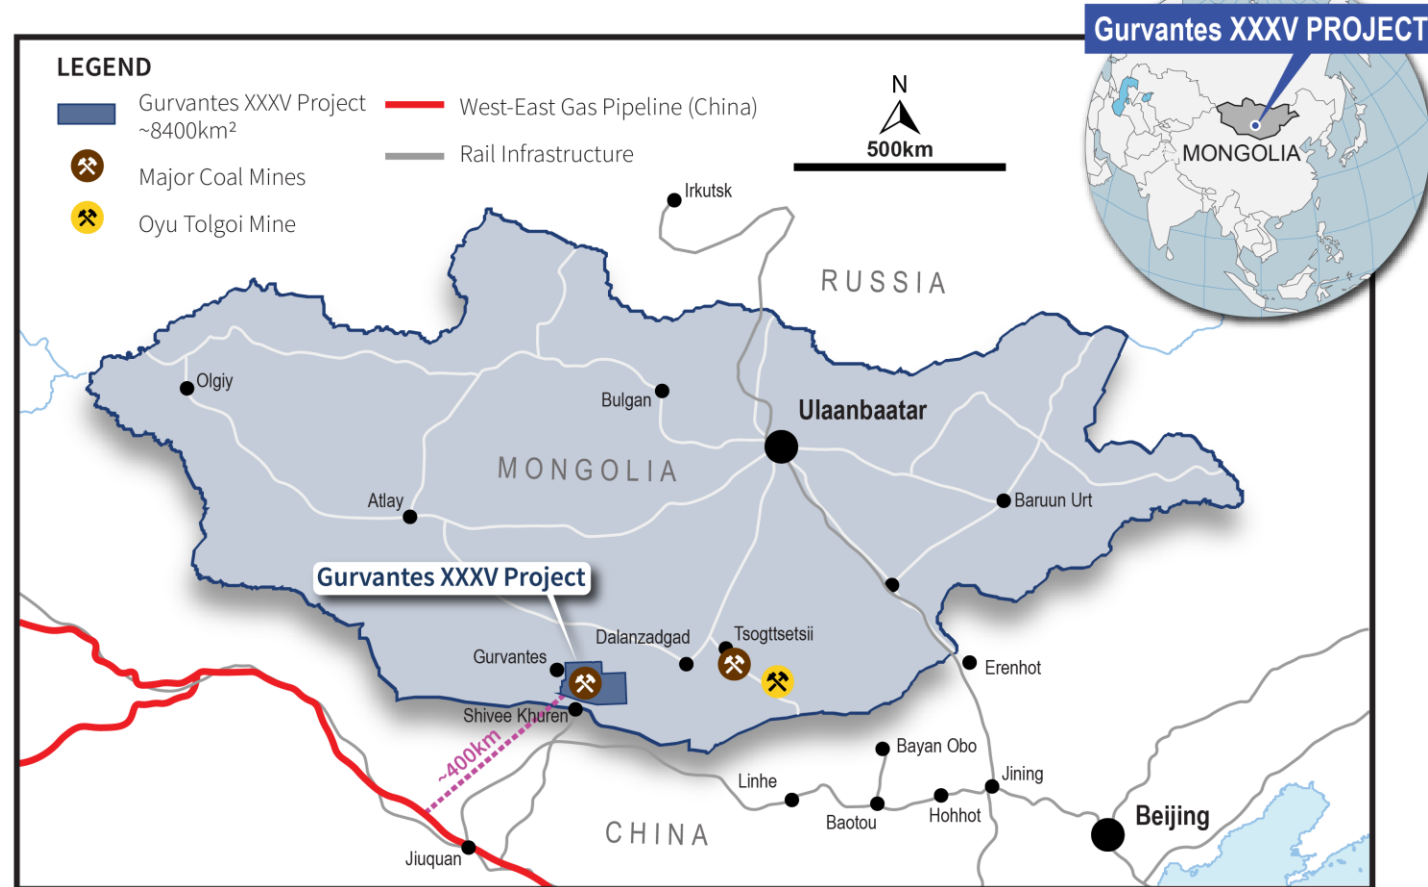 Gurvantes XXXV PROJECT
MONGOLIA
LEGEND
Gurvantes XXXV Project
~8400km²
Major Coal Mines
Oyu Tolgoi Mine
West-East Gas Pipeline (China)
Rail Infrastructure
N
500km
Irkutsk
RUSSIA
Olgiy
Bulgan
Ulaanbaatar
MONGOLIA
Atlay
Baruun Urt
Gurvantes XXXV Project
Dalanzadgad
Tsogttsetsii
Gurvantes
Erenhot
Shivee Khuren
~400km
Bayan Obo
Linhe
Jining
Baotou
Hohhot
Beijing
CHINA
Jiuquan